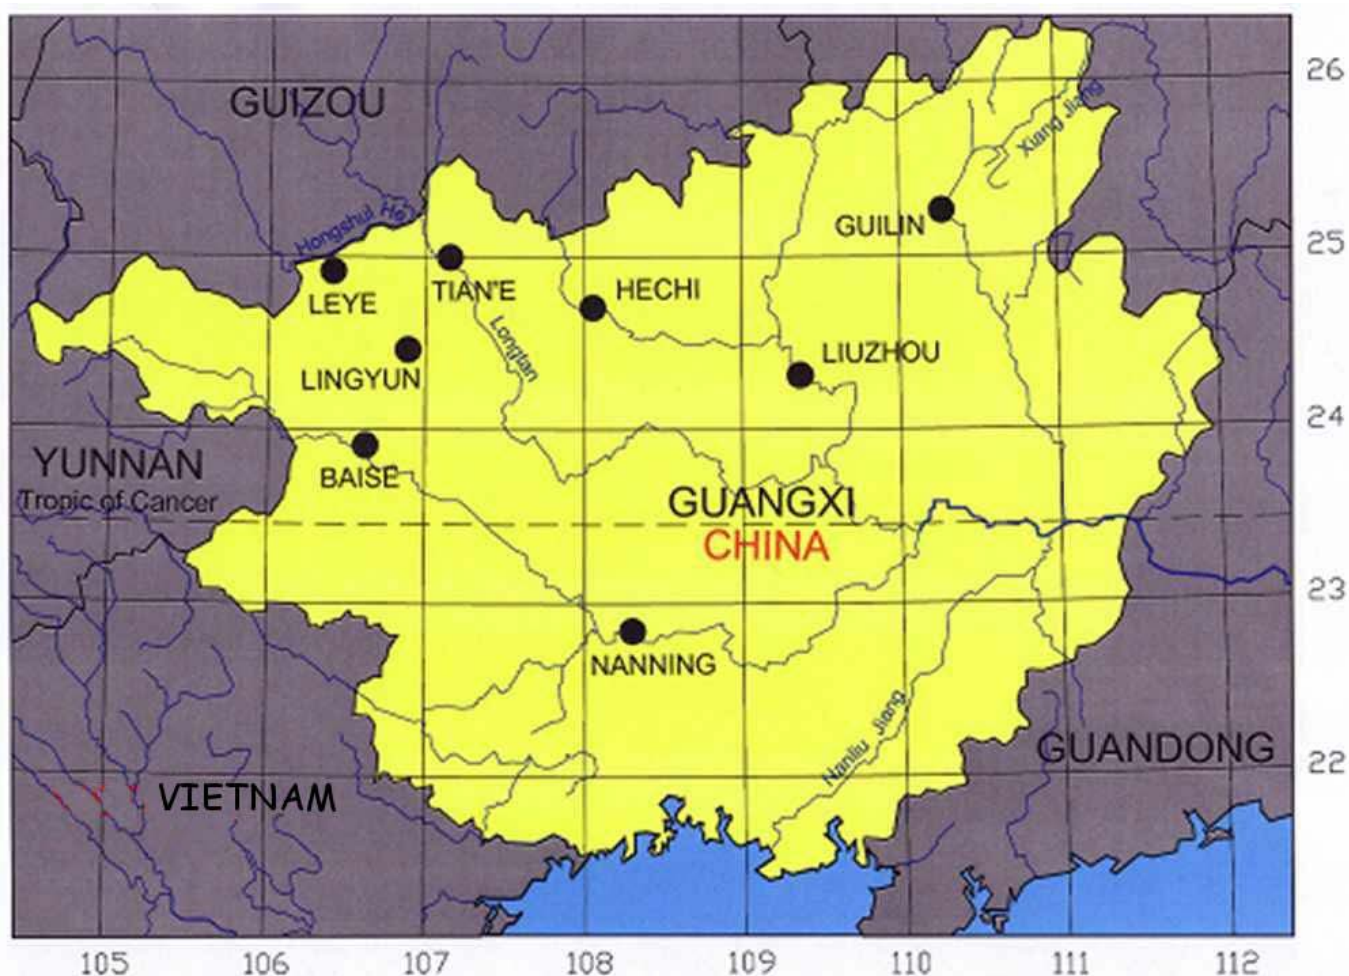 26
GUIZOU
Xiang Jiang
Hongshui He
GUILIN
25
LEYE
TIAN'E
HECHI
Longtan
LINGYUN
LIUZHOU
24
YUNNAN
BAISE
Tropic of Cancer
GUANGXI
CHINA
23
NANNING
Nanliu Jiang
GUANDONG
22
VIETNAM
105 106 107 108 109 110 111 112